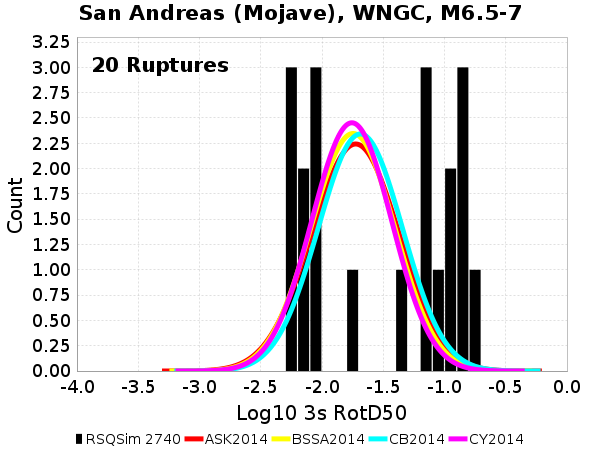 San Andreas (Mojave), WNGC, M6.5-7
20 Ruptures
Count
3.25
3.00
2.75
2.50
2.25
2.00
1.75
1.50
1.25
1.00
0.75
0.50
0.25
0.00
-4.0 -3.5 -3.0 -2.5 -2.0 -1.5 -1.0 -0.5 0.0
Log10 3s RotD50
RSQSim 2740 ASK2014 BSSA2014 CB2014 CY2014